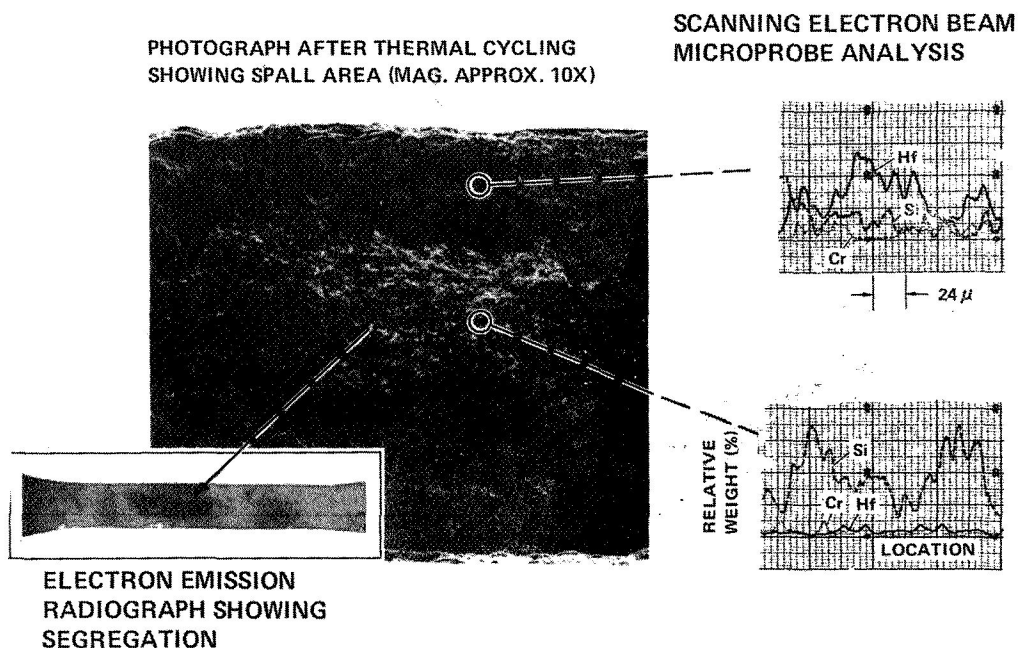 PHOTOGRAPH AFTER THERMAL CYCLING
SHOWING SPALL AREA (MAG. APPROX. 10X)
SCANNING ELECTRON BEAM
MICROPROBE ANALYSIS
Hf
Si
Cr
24 μ
RELATIVE
WEIGHT (%)
Si
Cr Hf
LOCATION
ELECTRON EMISSION
RADIOGRAPH SHOWING
SEGREGATION